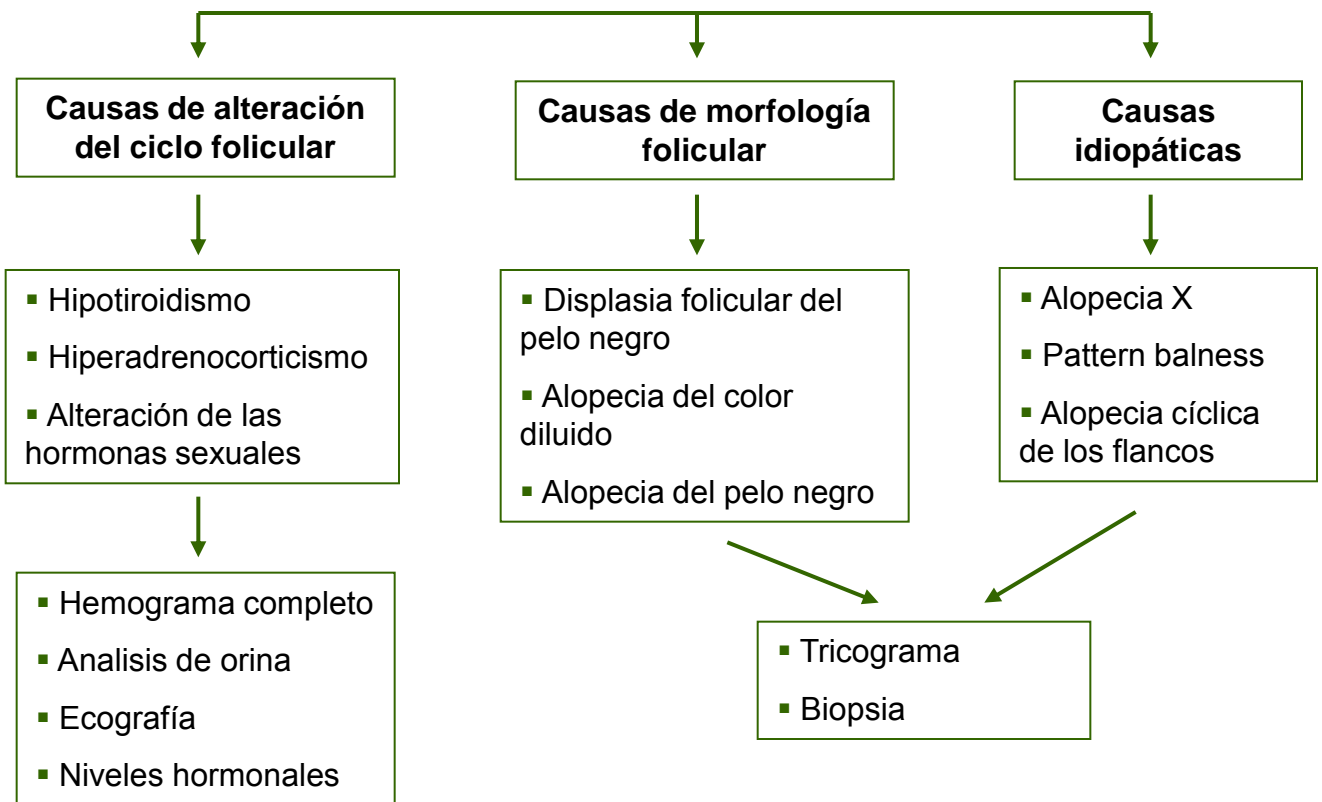 Causas de alteración
del ciclo folicular
Causas de morfología
folicular
Causas
idiopáticas
▪ Hipotiroidismo
▪ Hiperadrenocorticismo
▪ Alteración de las
hormonas sexuales
▪ Displasia folicular del
pelo negro
▪ Alopecia del color
diluido
▪ Alopecia del pelo negro
▪ Alopecia X
▪ Pattern balness
▪ Alopecia cíclica
de los flancos
▪ Hemograma completo
▪ Analisis de orina
▪ Ecografía
▪ Niveles hormonales
▪ Tricograma
▪ Biopsia